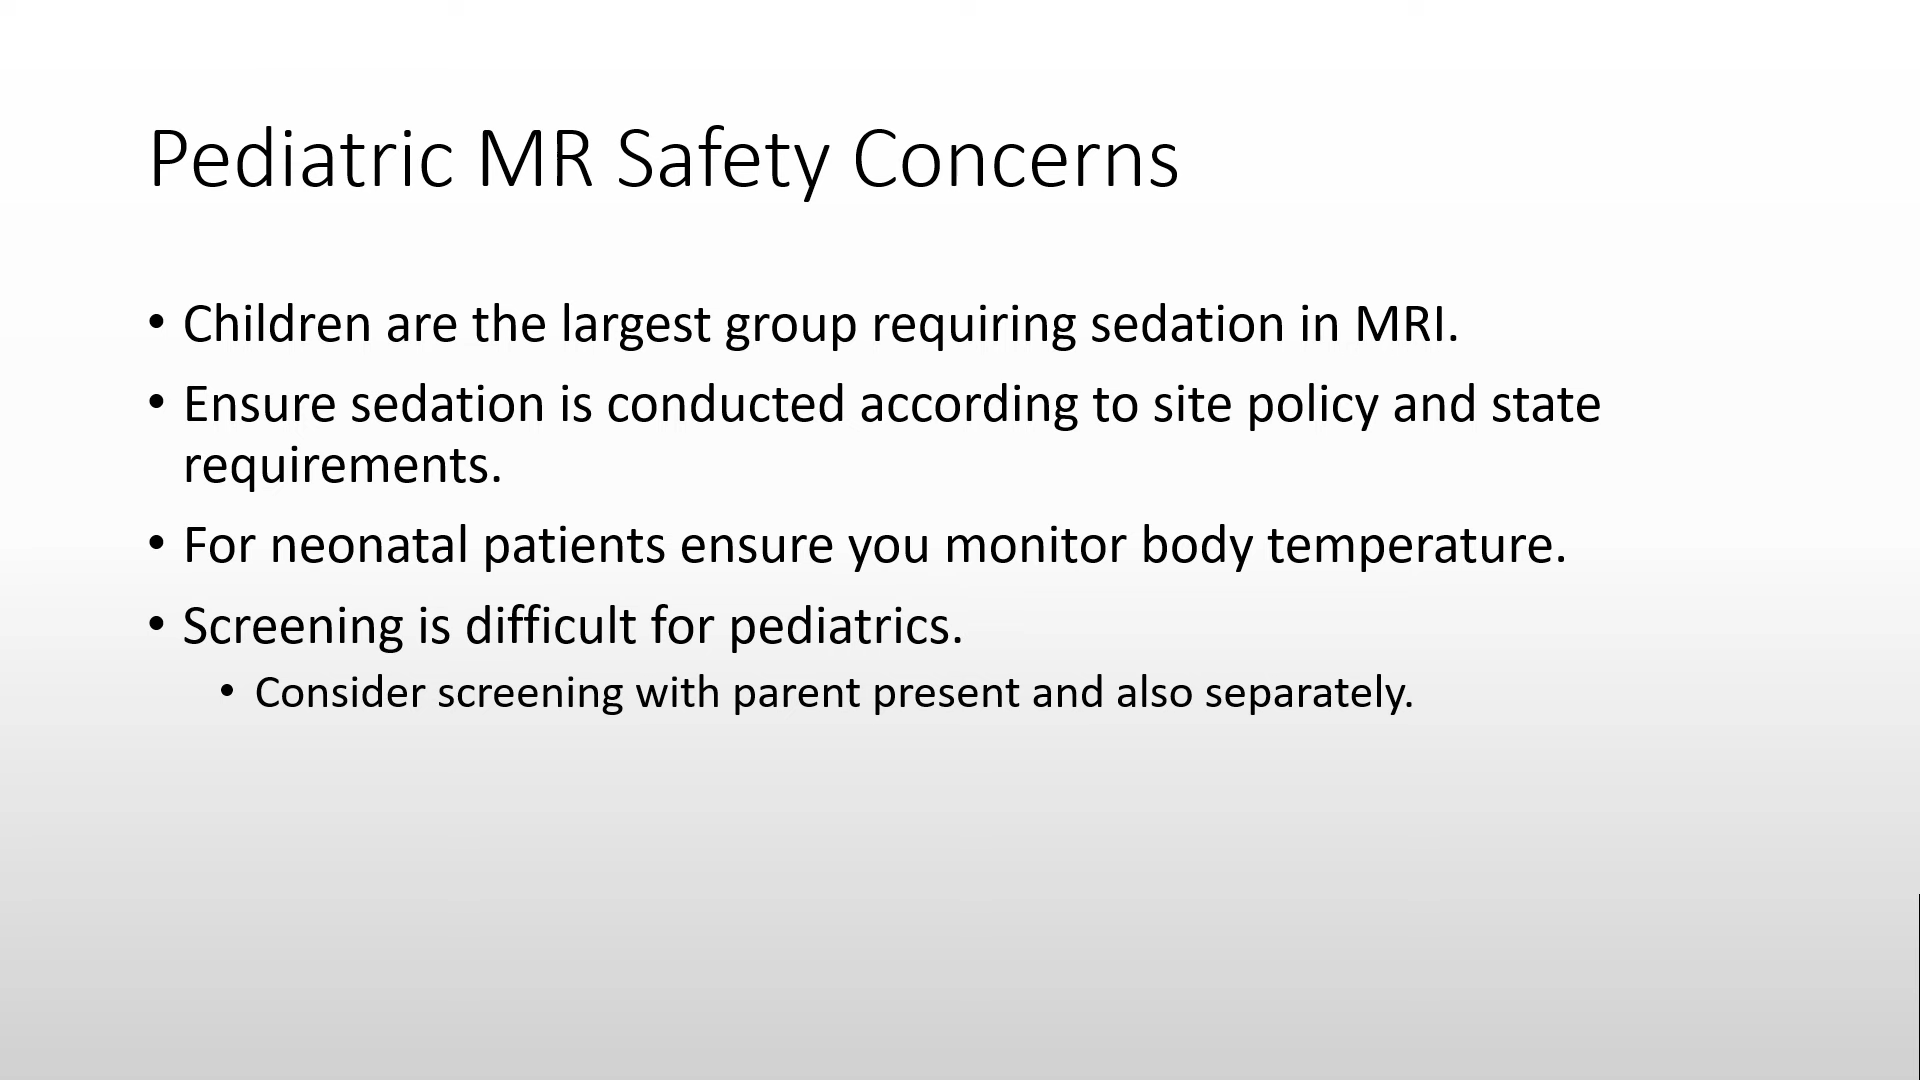 Pediatric MR Safety Concerns
• Children are the largest group requiring sedation in MRI.
• Ensure sedation is conducted according to site policy and state
requirements.
• For neonatal patients ensure you monitor body temperature.
• Screening is difficult for pediatrics.
• Consider screening with parent present and also separately.